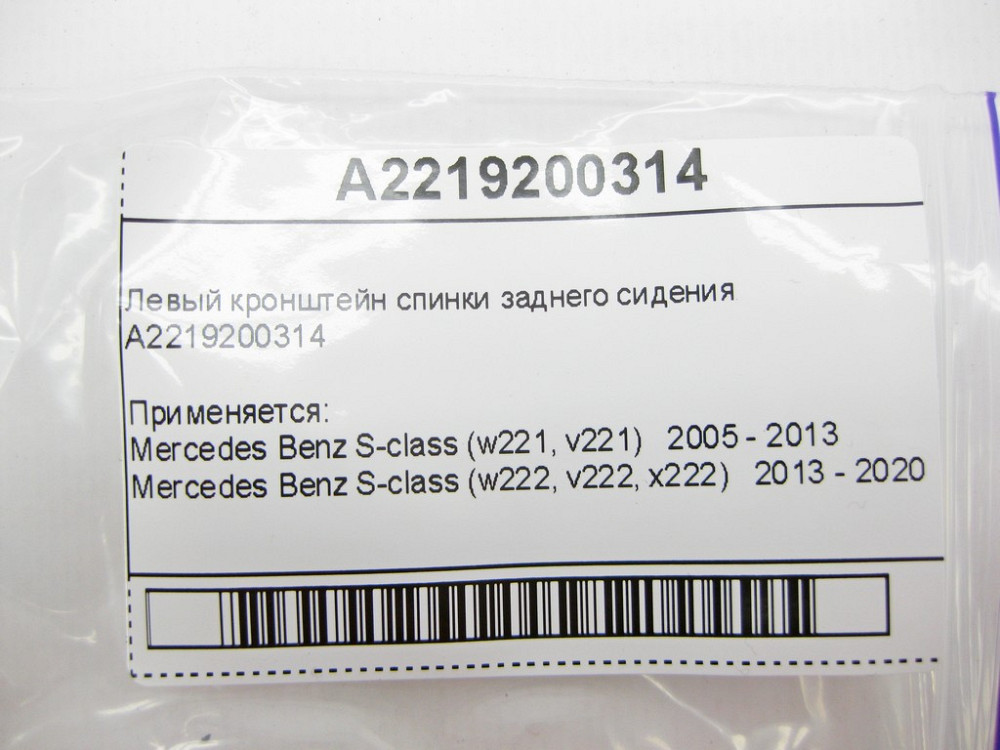 A2219200314
Левый кронштейн спинки заднего сидения
A2219200314
Применяется:
Mercedes Benz S-class (w221, v221) 2005 - 2013
Mercedes Benz S-class (w222, v222, x222) 2013 - 2020